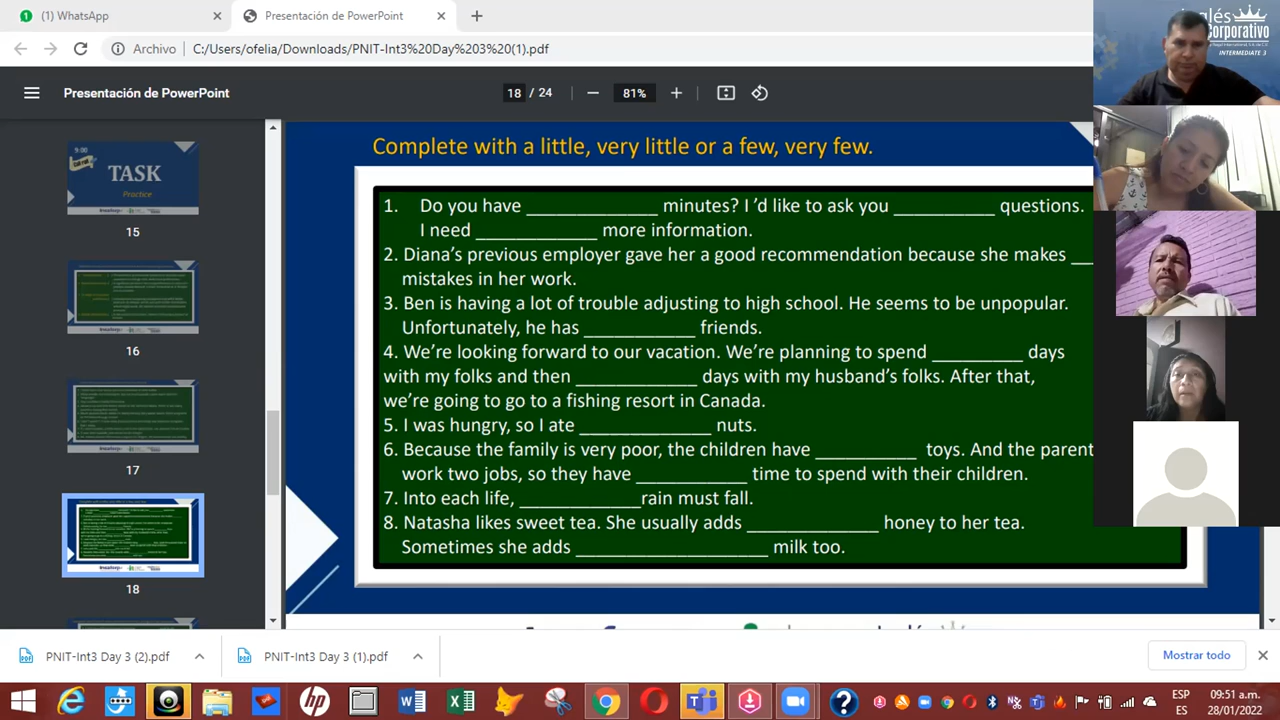 (1) WhatsApp
Presentación de PowerPoint
Archivo
C:/Users/ofelia/Downloads/PNIT-Int3%20Day%203%20(1).pdf
Presentación de PowerPoint
18 / 24
81%
INTERMEDIATE 3
9:00
TASK
Practice
15
16
17
18
Complete with a little, very little or a few, very few.
1. Do you have _____________ minutes? I 'd like to ask you __________ questions.
I need ____________ more information.
2. Diana's previous employer gave her a good recommendation because she makes __
mistakes in her work.
3. Ben is having a lot of trouble adjusting to high school. He seems to be unpopular.
Unfortunately, he has ___________ friends.
4. We're looking forward to our vacation. We're planning to spend _________ days
with my folks and then ____________ days with my husband's folks. After that,
we're going to go to a fishing resort in Canada.
5. I was hungry, so I ate _____________ nuts.
6. Because the family is very poor, the children have __________ toys. And the parent
work two jobs, so they have ___________ time to spend with their children.
7. Into each life, ____________rain must fall.
8. Natasha likes sweet tea. She usually adds _____________ honey to her tea.
Sometimes she adds ___________________ milk too.
PNIT-Int3 Day 3 (2).pdf
PNIT-Int3 Day 3 (1).pdf
Mostrar todo
ESP
ES
09:51 a.m.
28/01/2022